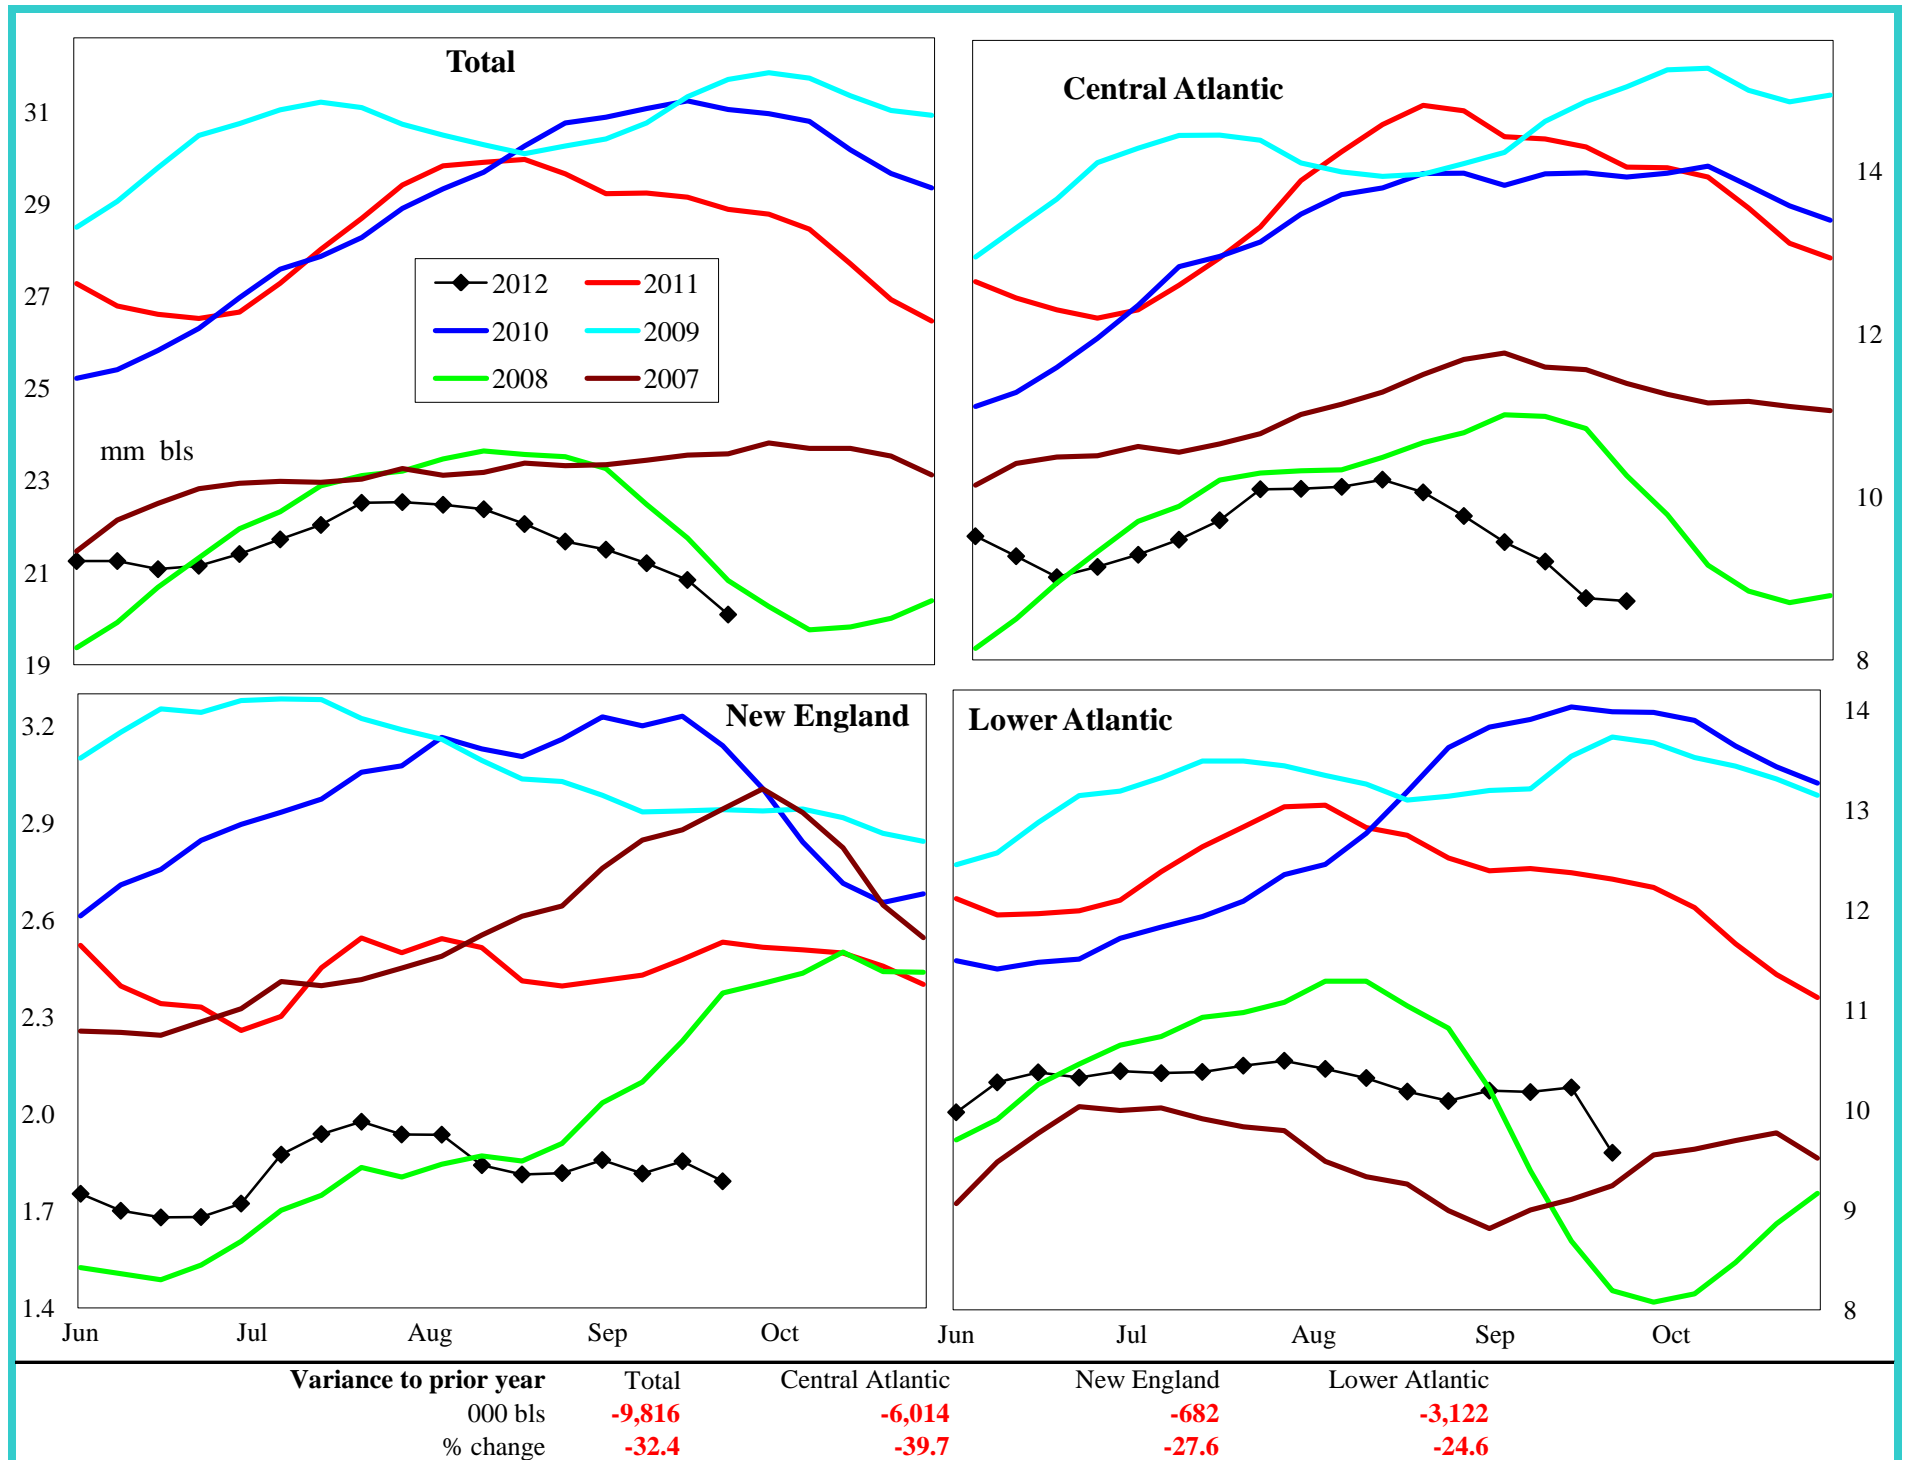 Total
31
29
27
25
23
21
19
mm bls
2012 2011
2010 2009
2008 2007
Central Atlantic
14
12
10
8
New England
3.2
2.9
2.6
2.3
2.0
1.7
1.4
Jun Jul Aug Sep Oct
Lower Atlantic
14
13
12
11
10
9
8
Jun Jul Aug Sep Oct
Variance to prior year Total Central Atlantic New England Lower Atlantic
000 bls -9,816 -6,014 -682 -3,122
% change -32.4 -39.7 -27.6 -24.6